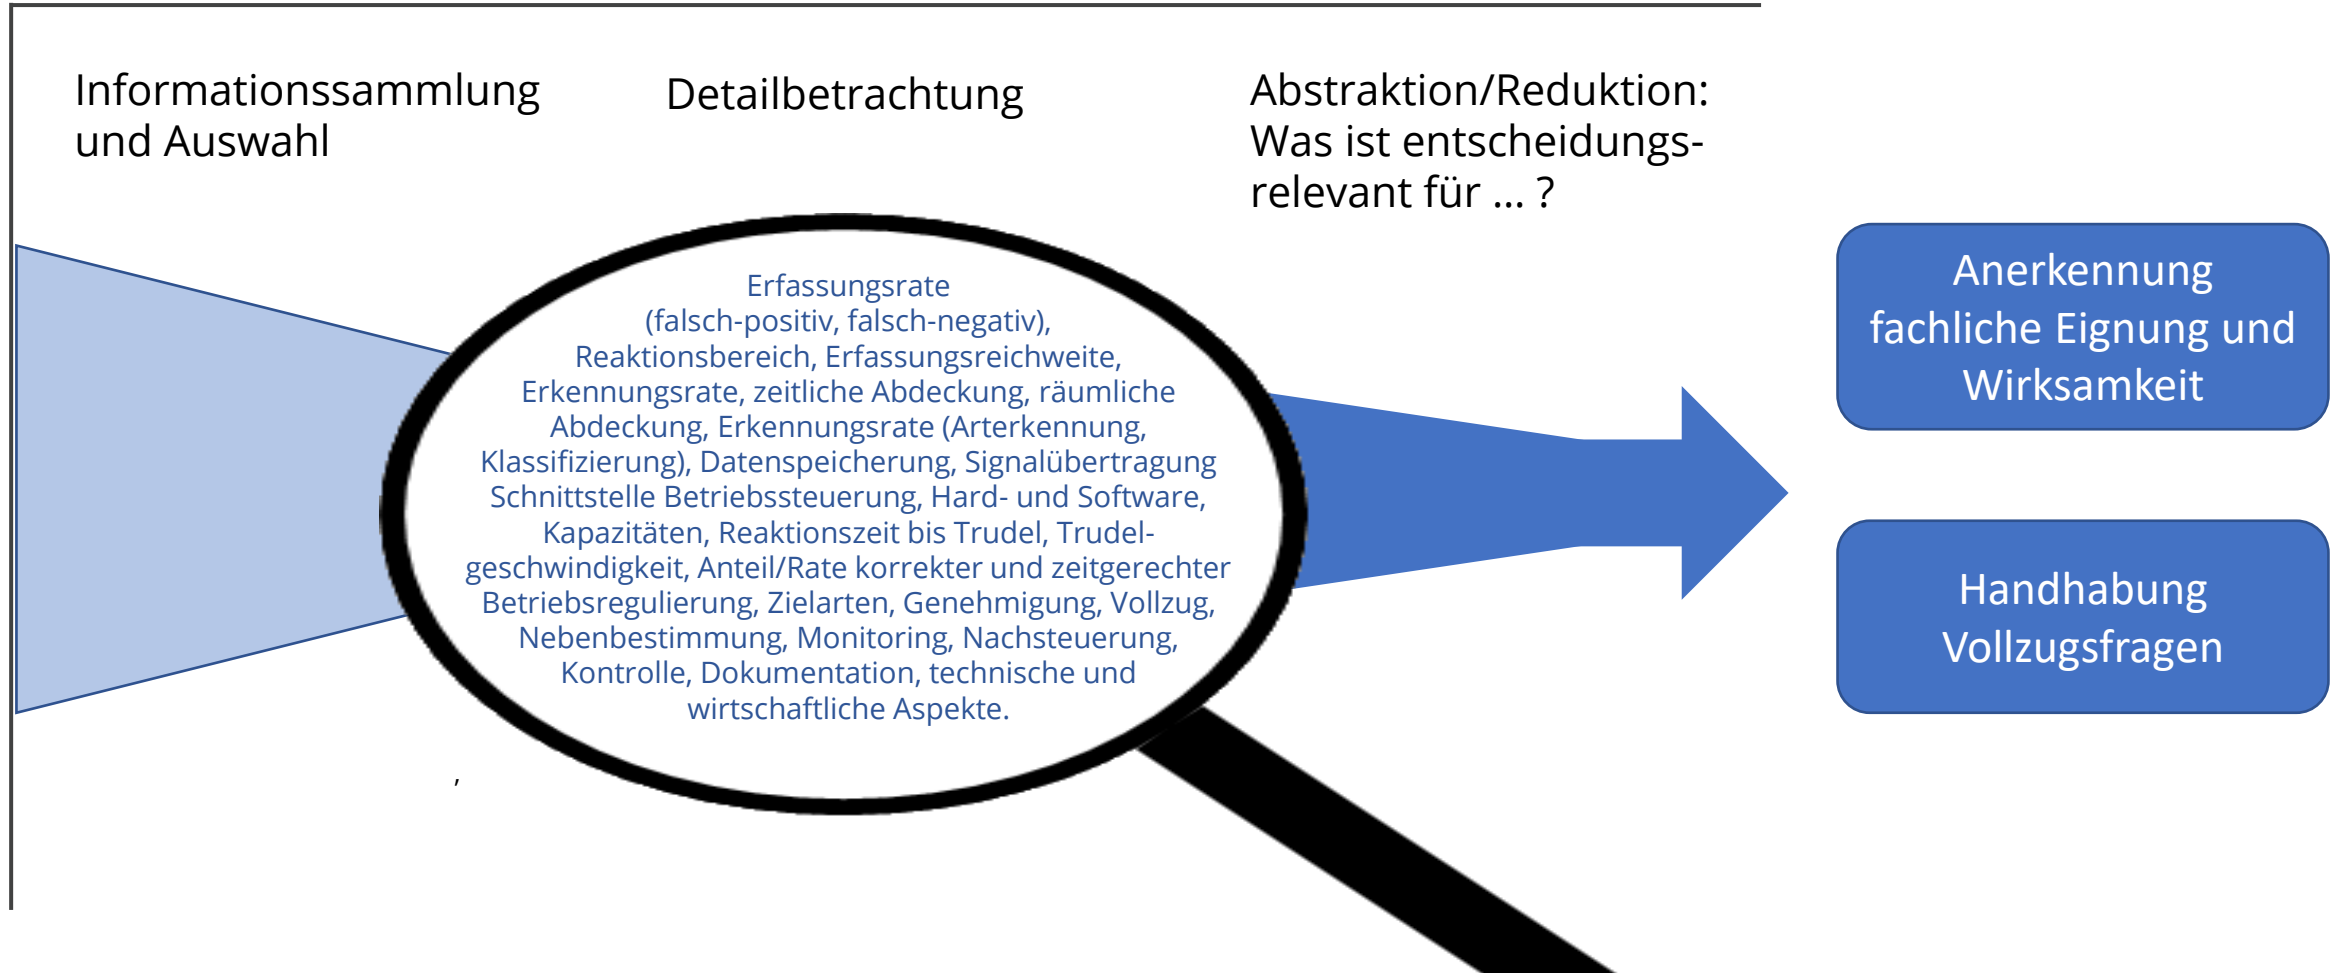 Informationssammlung
und Auswahl
Detailbetrachtung
Abstraktion/Reduktion:
Was ist entscheidungs-
relevant für ... ?
Erfassungsrate
(falsch-positiv, falsch-negativ),
Reaktionsbereich, Erfassungsreichweite,
Erkennungsrate, zeitliche Abdeckung, räumliche
Abdeckung, Erkennungsrate (Arterkennung,
Klassifizierung), Datenspeicherung, Signalübertragung
Schnittstelle Betriebssteuerung, Hard- und Software,
Kapazitäten, Reaktionszeit bis Trudel, Trudel-
geschwindigkeit, Anteil/Rate korrekter und zeitgerechter
Betriebsregulierung, Zielarten, Genehmigung, Vollzug,
Nebenbestimmung, Monitoring, Nachsteuerung,
Kontrolle, Dokumentation, technische und
wirtschaftliche Aspekte.
,
Anerkennung
fachliche Eignung und
Wirksamkeit
Handhabung
Vollzugsfragen